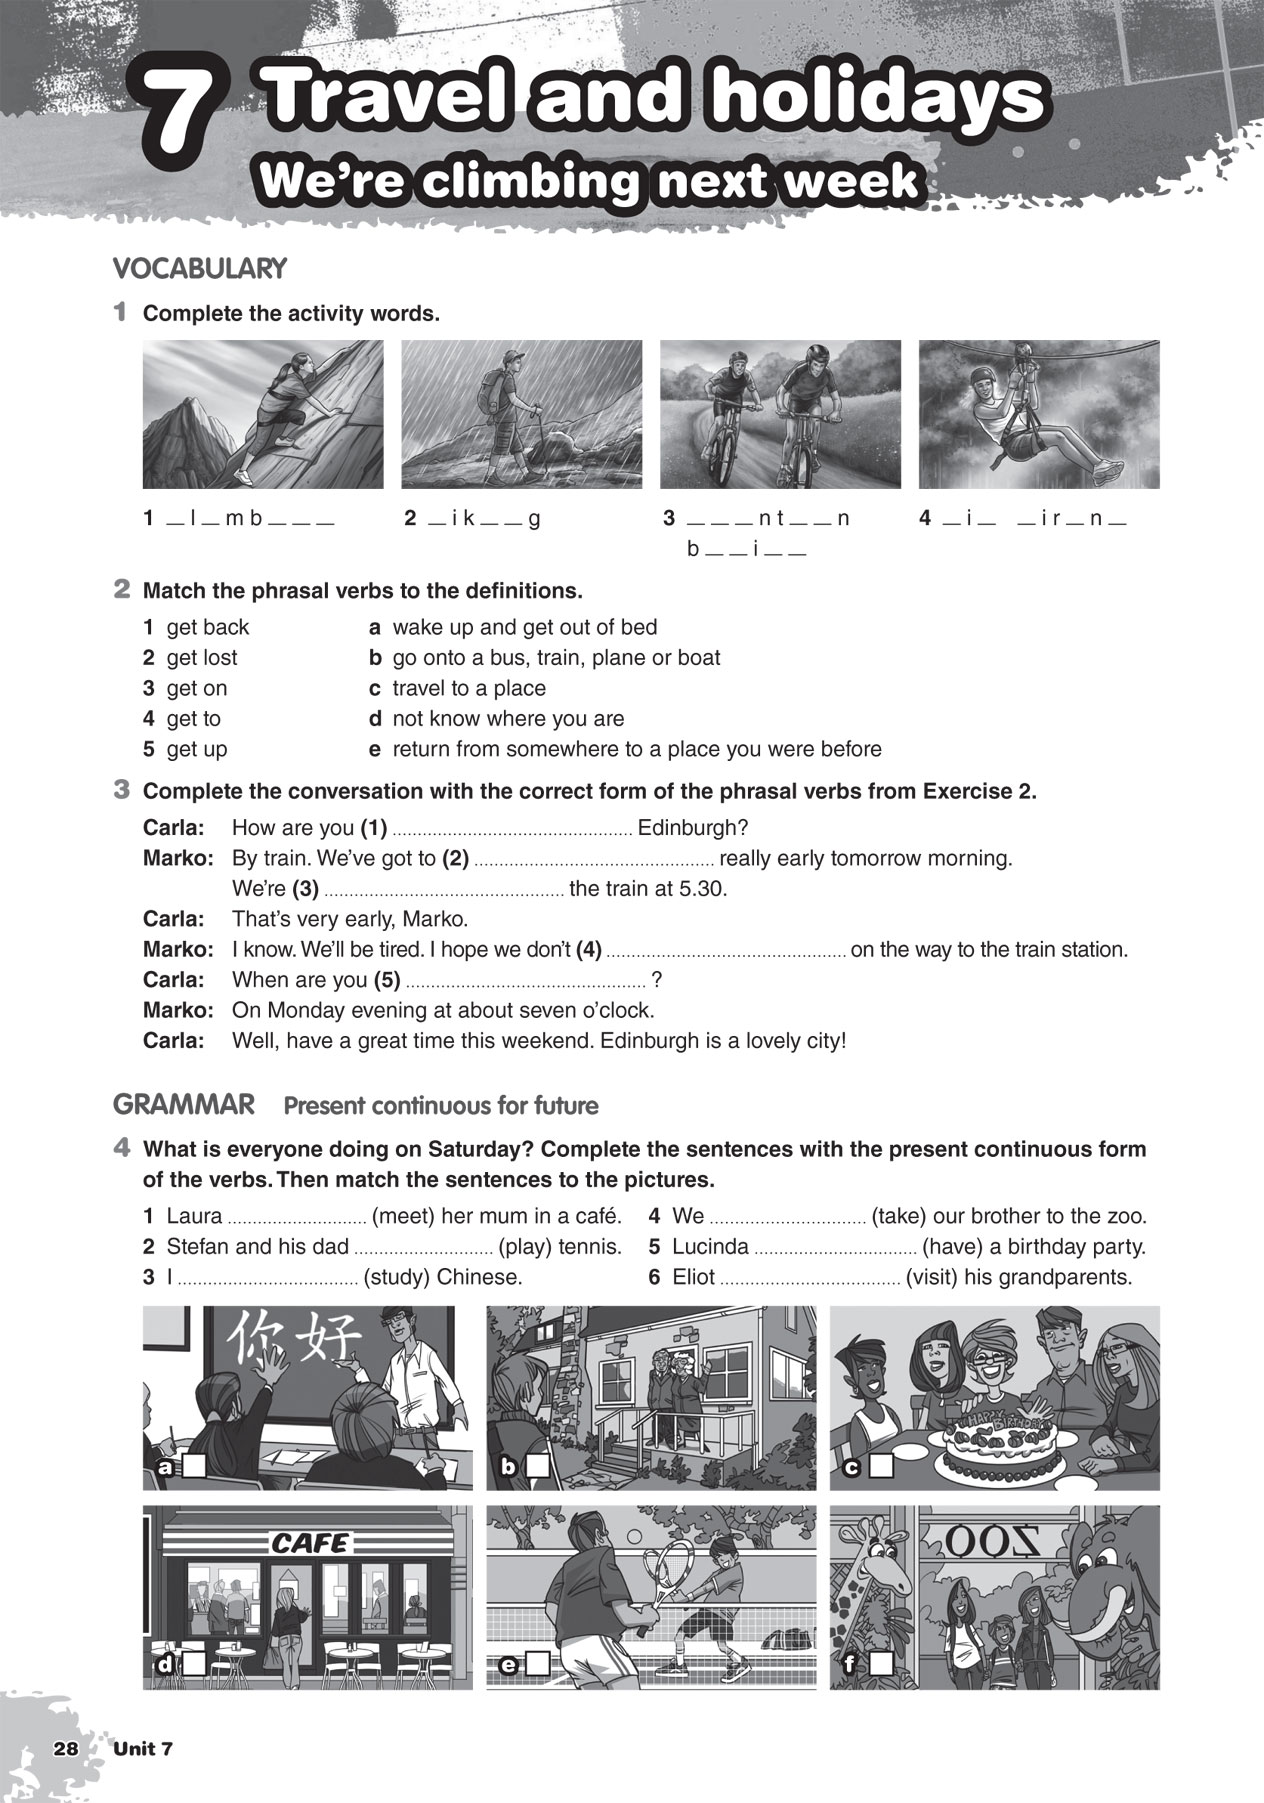 7 Travel and holidays
We're climbing next week
VOCABULARY
1 Complete the activity words.
1 _ l _ m b _ _ _
2 _ i k _ _ g
3 _ _ _ n t _ _ n
b _ _ i _ _
4 _ i _ _ i r _ n _
2 Match the phrasal verbs to the definitions.
1 get back
2 get lost
3 get on
4 get to
5 get up
a wake up and get out of bed
b go onto a bus, train, plane or boat
c travel to a place
d not know where you are
e return from somewhere to a place you were before
3 Complete the conversation with the correct form of the phrasal verbs from Exercise 2.
Carla: How are you (1) ................................................ Edinburgh?
Marko: By train. We've got to (2) ................................................ really early tomorrow morning.
We're (3) ................................................ the train at 5.30.
Carla: That's very early, Marko.
Marko: I know. We'll be tired. I hope we don't (4) ................................................ on the way to the train station.
Carla: When are you (5) ................................................ ?
Marko: On Monday evening at about seven o'clock.
Carla: Well, have a great time this weekend. Edinburgh is a lovely city!
GRAMMAR Present continuous for future
4 What is everyone doing on Saturday? Complete the sentences with the present continuous form
of the verbs. Then match the sentences to the pictures.
1 Laura ............................ (meet) her mum in a café.
2 Stefan and his dad ............................ (play) tennis.
3 I .................................... (study) Chinese.
4 We ............................... (take) our brother to the zoo.
5 Lucinda ................................ (have) a birthday party.
6 Eliot .................................... (visit) his grandparents.
你好
a
b
HAPPY BIRTHDAY
c
CAFE
d
e
ZOO
f
28 Unit 7